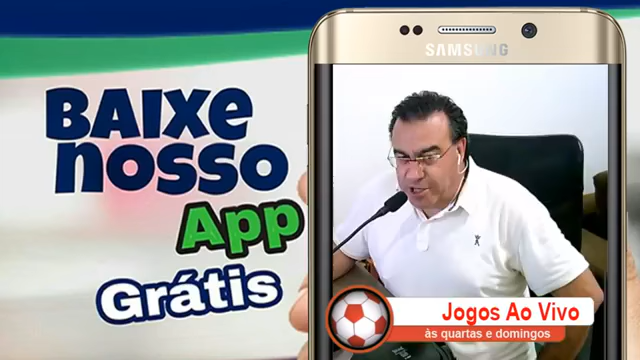 BAIXE
NOSSO
App
Grátis
SAMSUNG
Jogos Ao Vivo
às quartas e domingos